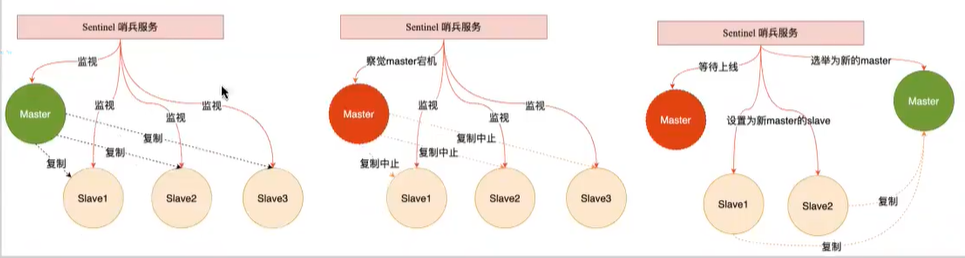 Sentinel 哨兵服务
监视
监视
监视
监视
Master
复制
复制
复制
Slave1
Slave2
Slave3
Sentinel 哨兵服务
察觉master宕机
监视
监视
监视
Master
复制中止
复制中止
复制中止
Slave1
Slave2
Slave3
Sentinel 哨兵服务
等待上线
选举为新的master
Master
Master
设置为新master的slave
Slave1
Slave2
复制
复制